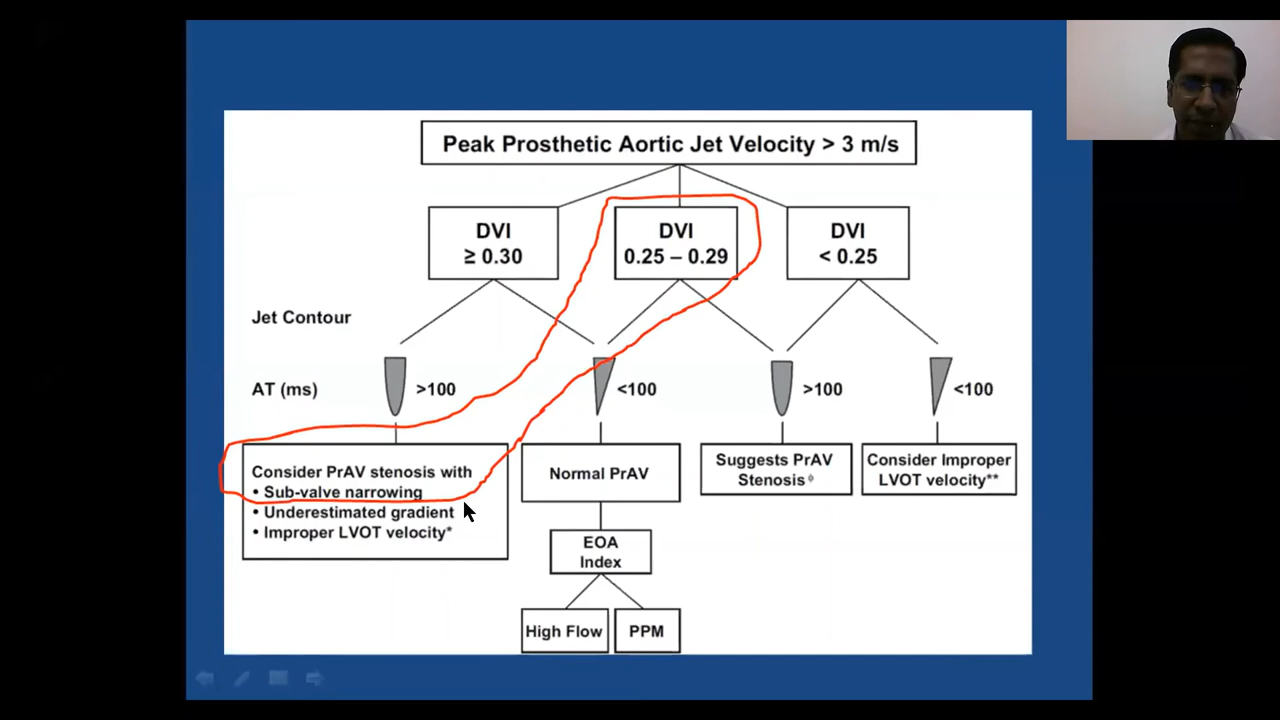 Peak Prosthetic Aortic Jet Velocity > 3 m/s
DVI
≥ 0.30
DVI
0.25 – 0.29
DVI
< 0.25
Jet Contour
AT (ms)
>100
<100
>100
<100
Consider PrAV stenosis with
• Sub-valve narrowing
• Underestimated gradient
• Improper LVOT velocity*
Normal PrAV
Suggests PrAV
Stenosis◊
Consider Improper
LVOT velocity**
EOA
Index
High Flow
PPM